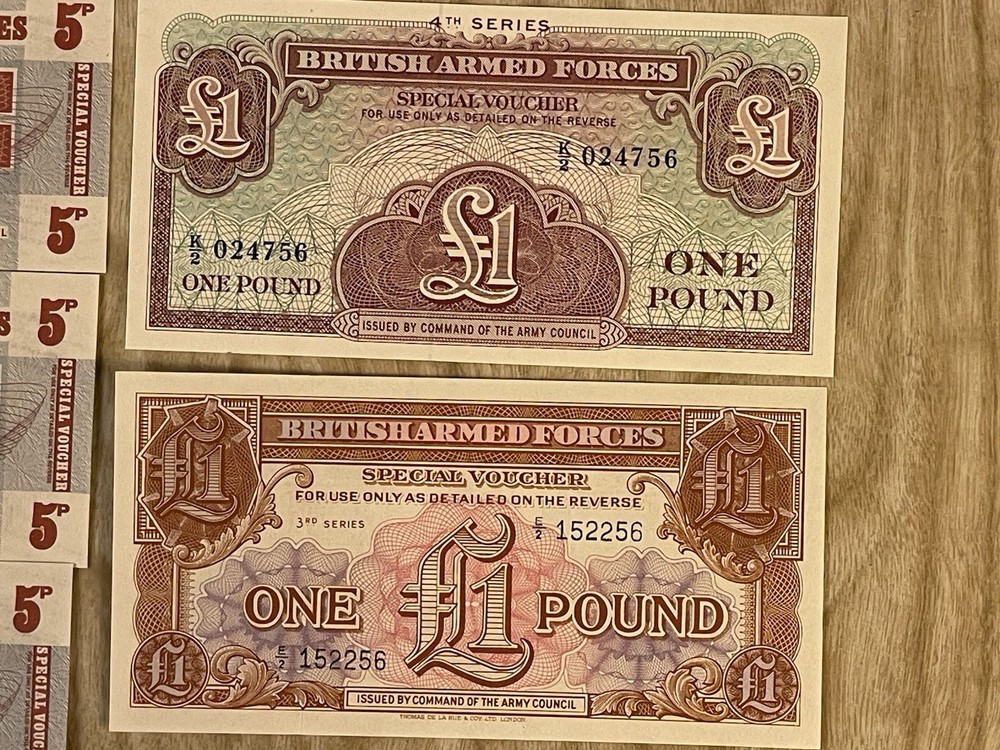 ES 5P
SPECIAL VOUCHER
5P
4TH SERIES
BRITISH ARMED FORCES
£1 £1
SPECIAL VOUCHER
FOR USE ONLY AS DETAILED ON THE REVERSE
K/2 024756
£1
K/2 024756
ONE POUND
ONE
POUND
ISSUED BY COMMAND OF THE ARMY COUNCIL
S 5P
SPECIAL VOUCHER
5P
BRITISH ARMED FORCES
£1 £1
SPECIAL VOUCHER
FOR USE ONLY AS DETAILED ON THE REVERSE
3RD SERIES
E/2 152256
ONE £1 POUND
E/2 152256
£1 £1
ISSUED BY COMMAND OF THE ARMY COUNCIL
THOMAS DE LA RUE & COY. LTD. LONDON.
5P
SPECIAL VOU